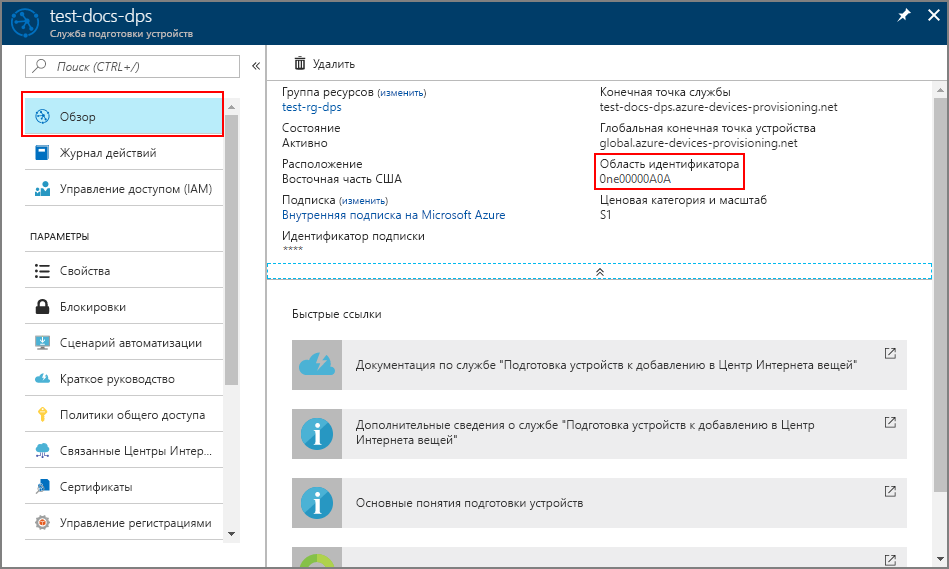 test-docs-dps
Служба подготовки устройств
Поиск (CTRL+/)
Обзор
Журнал действий
Управление доступом (IAM)
ПАРАМЕТРЫ
Свойства
Блокировки
Сценарий автоматизации
Краткое руководство
Политики общего доступа
Связанные Центры Интер...
Сертификаты
Управление регистрациями
Удалить
Группа ресурсов (изменить)
test-rg-dps
Состояние
Активно
Расположение
Восточная часть США
Подписка (изменить)
Внутренняя подписка на Microsoft Azure
Идентификатор подписки
****
Конечная точка службы
test-docs-dps.azure-devices-provisioning.net
Глобальная конечная точка устройства
global.azure-devices-provisioning.net
Область идентификатора
0ne00000A0A
Ценовая категория и масштаб
S1
Быстрые ссылки
Документация по службе "Подготовка устройств к добавлению в Центр Интернета вещей"
Дополнительные сведения о службе "Подготовка устройств к добавлению в Центр
Интернета вещей"
Основные понятия подготовки устройств